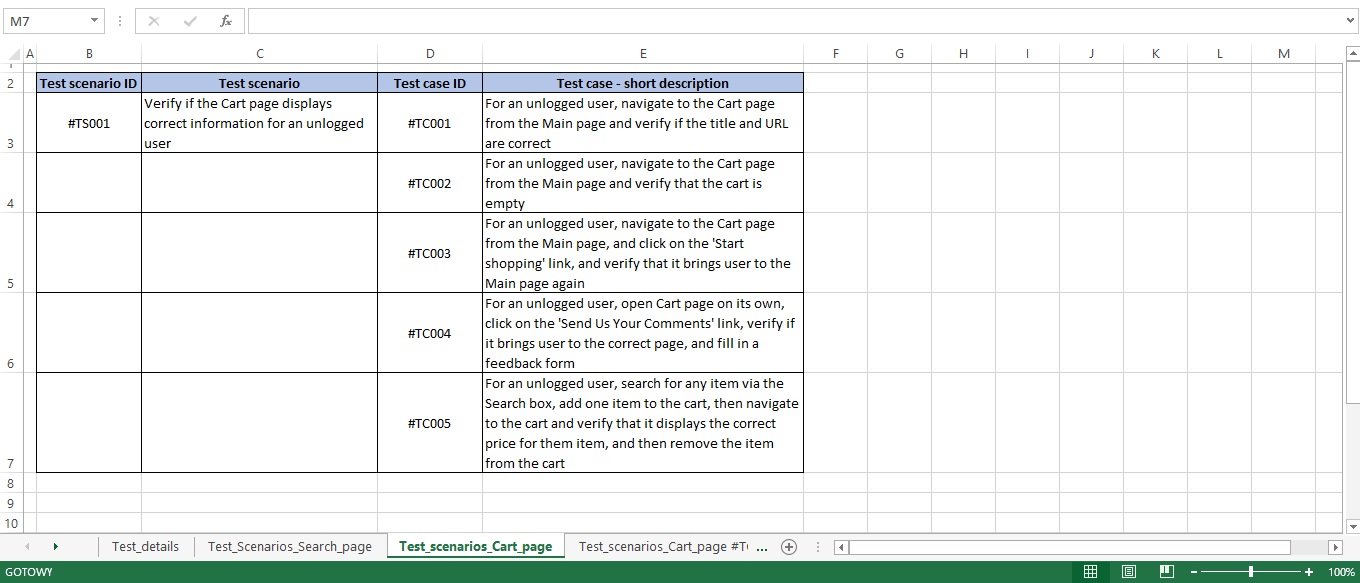 M7
fx
A B C D E F G H I J K L M
2 Test scenario ID Test scenario Test case ID Test case - short description
Verify if the Cart page displays
correct information for an unlogged
user
#TS001
#TC001
For an unlogged user, navigate to the Cart page
from the Main page and verify if the title and URL
are correct
3
#TC002
For an unlogged user, navigate to the Cart page
from the Main page and verify that the cart is
empty
4
#TC003
For an unlogged user, navigate to the Cart page
from the Main page, and click on the 'Start
shopping' link, and verify that it brings user to the
Main page again
5
#TC004
For an unlogged user, open Cart page on its own,
click on the 'Send Us Your Comments' link, verify if
it brings user to the correct page, and fill in a
feedback form
6
#TC005
For an unlogged user, search for any item via the
Search box, add one item to the cart, then navigate
to the cart and verify that it displays the correct
price for them item, and then remove the item
from the cart
7
8
9
10
Test_details Test_Scenarios_Search_page Test_scenarios_Cart_page Test_scenarios_Cart_page #T ...
GOTOWY 100%